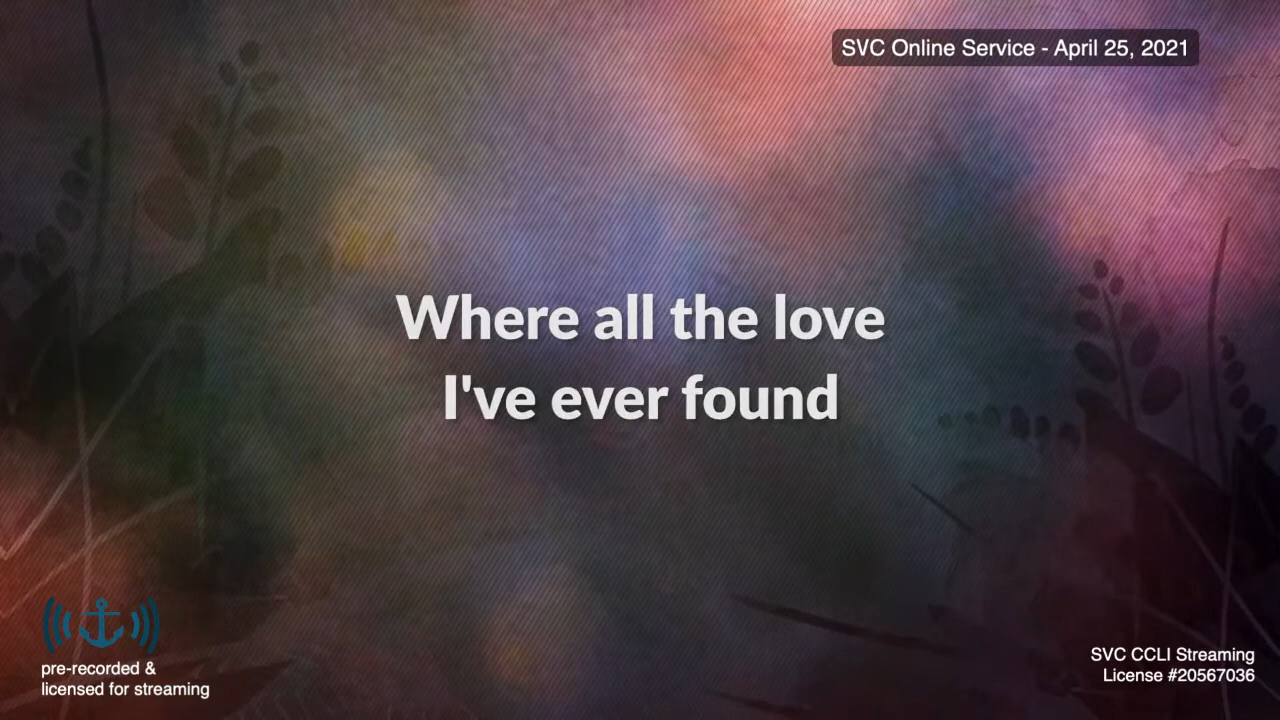 SVC Online Service - April 25, 2021
Where all the love
I've ever found
pre-recorded &
licensed for streaming
SVC CCLI Streaming
License #20567036